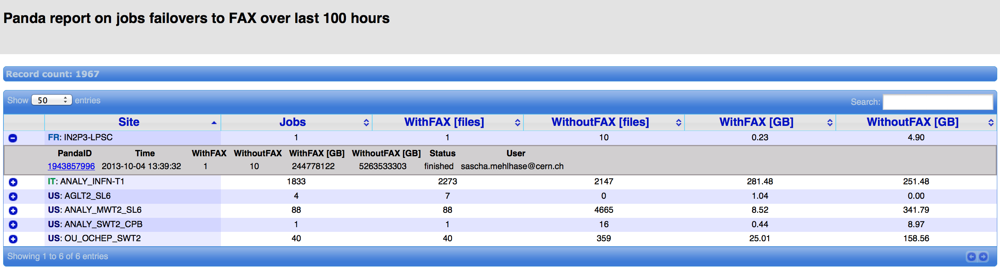 Panda report on jobs failovers to FAX over last 100 hours
Record count: 1967
Show 50 entries Search:
Site Jobs WithFAX [files] WithoutFAX [files] WithFAX [GB] WithoutFAX [GB]
FR: IN2P3-LPSC 1 1 10 0.23 4.90
PandaID Time WithFAX WithoutFAX WithFAX [GB] WithoutFAX [GB] Status User
1943857996 2013-10-04 13:39:32 1 10 244778122 5263533303 finished sascha.mehlhase@cern.ch
IT: ANALY_INFN-T1 1833 2273 2147 281.48 251.48
US: AGLT2_SL6 4 7 0 1.04 0.00
US: ANALY_MWT2_SL6 88 88 4665 8.52 341.79
US: ANALY_SWT2_CPB 1 1 16 0.44 8.97
US: OU_OCHEP_SWT2 40 40 359 25.01 158.56
Showing 1 to 6 of 6 entries